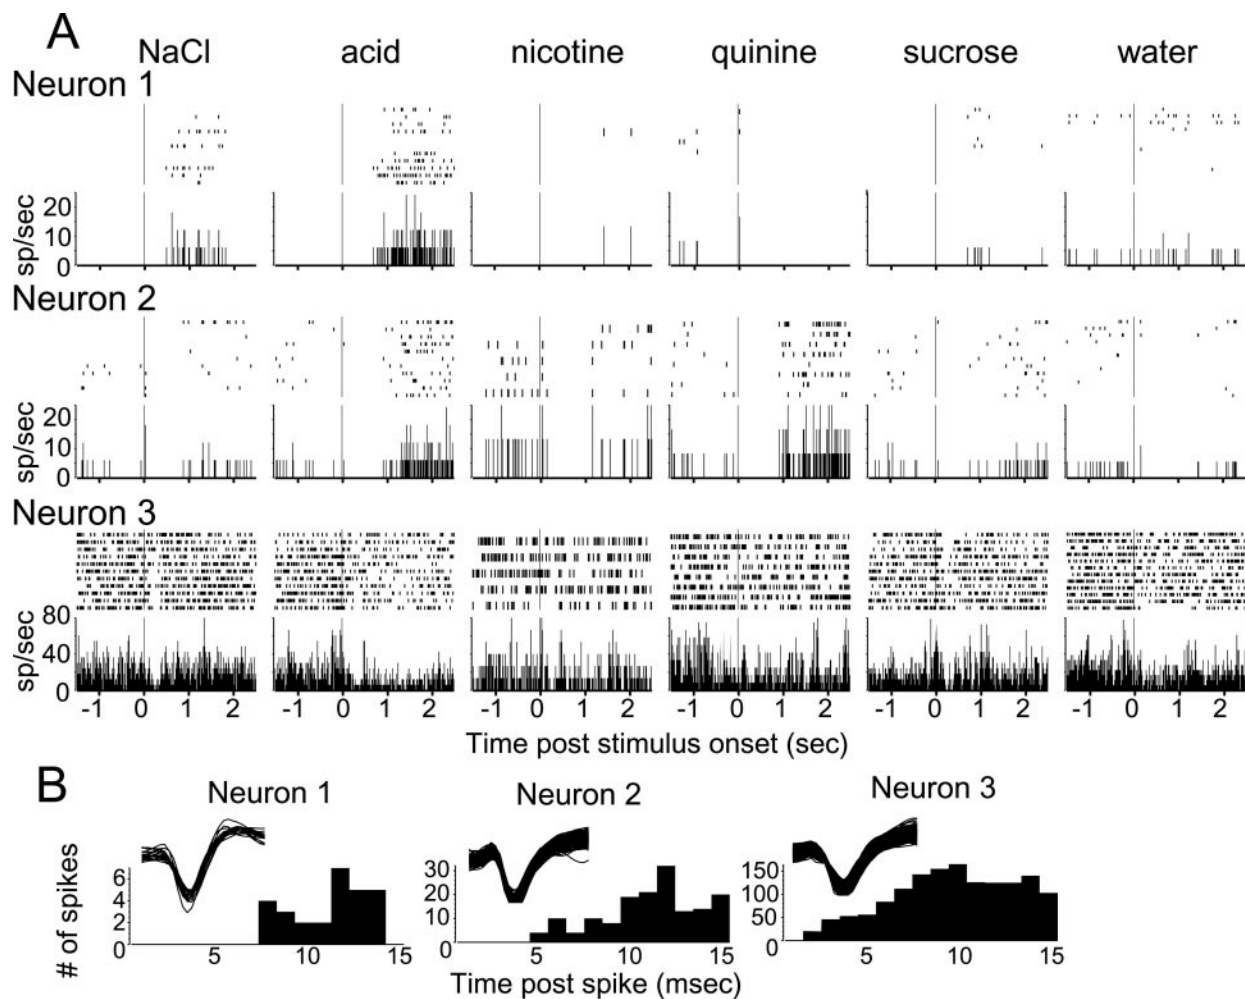 A
NaCl acid nicotine quinine sucrose water
Neuron 1
sp/sec
20
10
0
Neuron 2
sp/sec
20
10
0
Neuron 3
sp/sec
80
40
0
-1 0 1 2 -1 0 1 2 -1 0 1 2 -1 0 1 2 -1 0 1 2 -1 0 1 2
Time post stimulus onset (sec)
B
Neuron 1 Neuron 2 Neuron 3
# of spikes
6 30 150
4 20 100
2 10 50
0 0 0
5 10 15 5 10 15 5 10 15
Time post spike (msec)